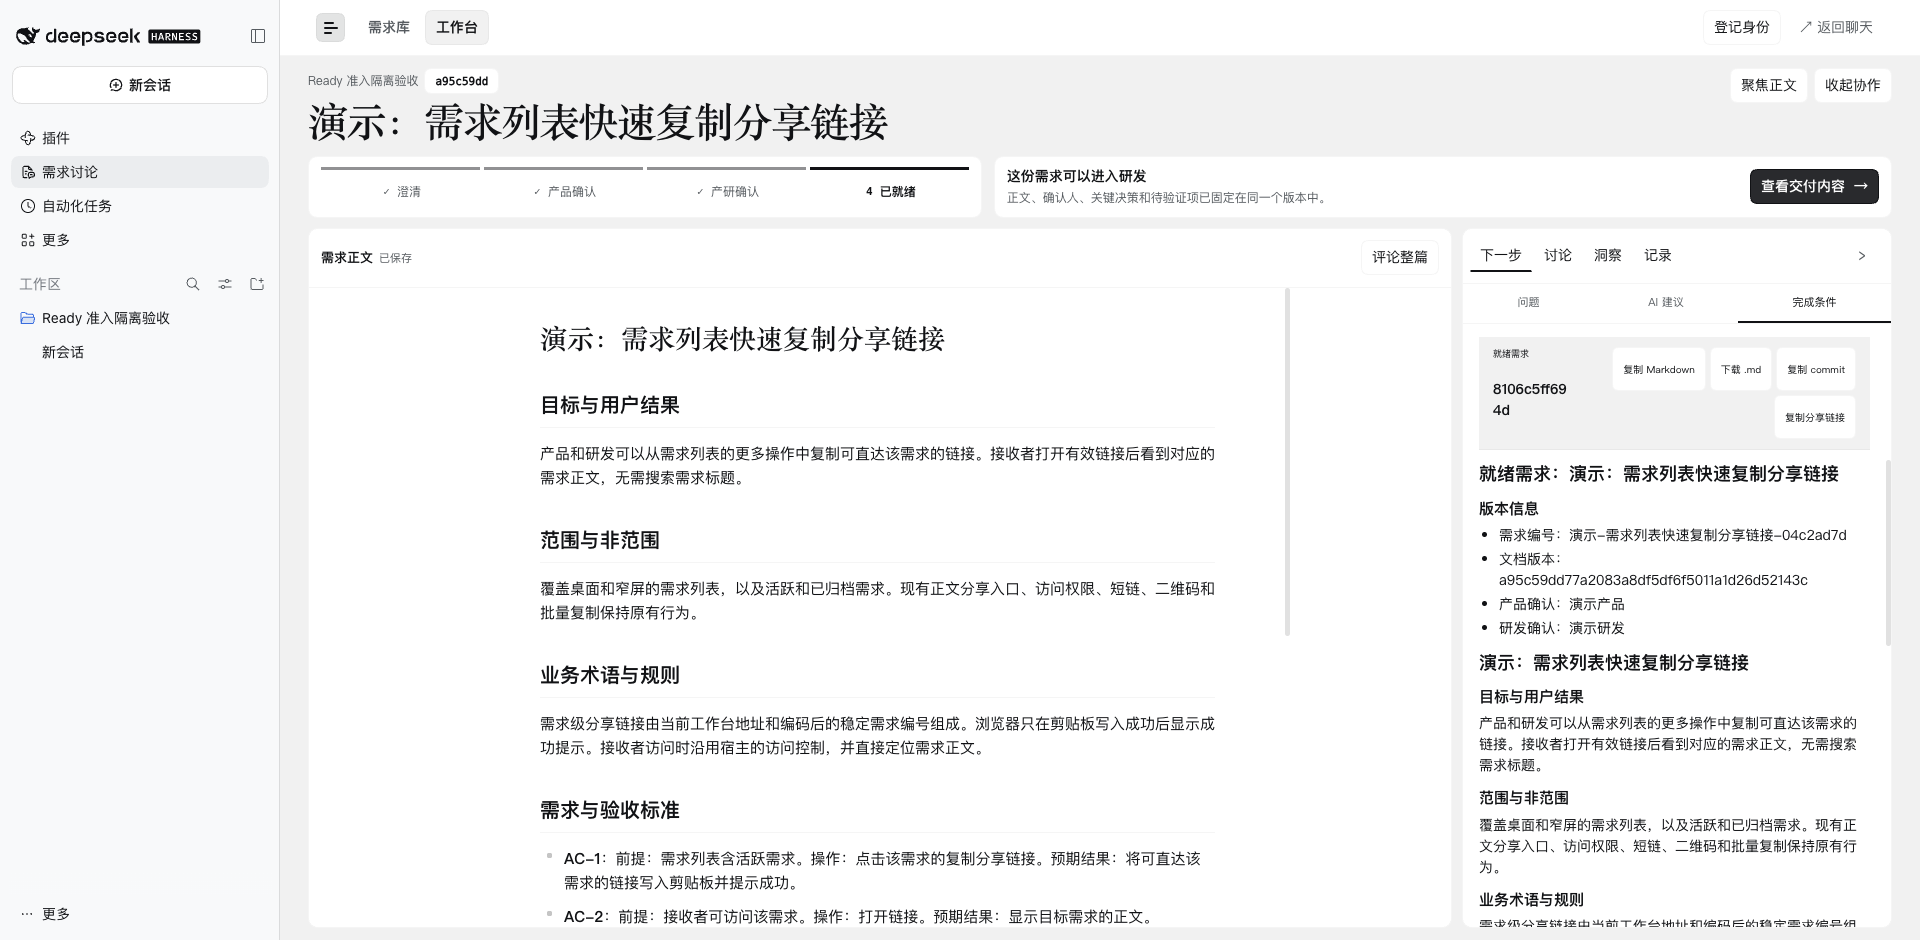 deepseek HARNESS
新会话
插件
需求讨论
自动化任务
更多
工作区
Ready 准入隔离验收
新会话
更多
需求库
工作台
登记身份
返回聊天
Ready 准入隔离验收 a95c59dd
演示：需求列表快速复制分享链接
聚焦正文
收起协作
✓ 澄清
✓ 产品确认
✓ 产研确认
4 已就绪
这份需求可以进入研发
正文、确认人、关键决策和待验证项已固定在同一个版本中。
查看交付内容 →
需求正文 已保存
评论整篇
演示：需求列表快速复制分享链接
目标与用户结果
产品和研发可以从需求列表的更多操作中复制可直达该需求的链接。接收者打开有效链接后看到对应的
需求正文，无需搜索需求标题。
范围与非范围
覆盖桌面和窄屏的需求列表，以及活跃和已归档需求。现有正文分享入口、访问权限、短链、二维码和
批量复制保持原有行为。
业务术语与规则
需求级分享链接由当前工作台地址和编码后的稳定需求编号组成。浏览器只在剪贴板写入成功后显示成
功提示。接收者访问时沿用宿主的访问控制，并直接定位需求正文。
需求与验收标准
AC-1：前提：需求列表含活跃需求。操作：点击该需求的复制分享链接。预期结果：将可直达该
需求的链接写入剪贴板并提示成功。
AC-2：前提：接收者可访问该需求。操作：打开链接。预期结果：显示目标需求的正文。
下一步
讨论
洞察
记录
问题
AI 建议
完成条件
就绪需求
8106c5ff69
4d
复制 Markdown
下载 .md
复制 commit
复制分享链接
就绪需求：演示：需求列表快速复制分享链接
版本信息
需求编号：演示-需求列表快速复制分享链接-04c2ad7d
文档版本：
a95c59dd77a2083a8df5df6f5011a1d26d52143c
产品确认：演示产品
研发确认：演示研发
演示：需求列表快速复制分享链接
目标与用户结果
产品和研发可以从需求列表的更多操作中复制可直达该需求的
链接。接收者打开有效链接后看到对应的需求正文，无需搜索
需求标题。
范围与非范围
覆盖桌面和窄屏的需求列表，以及活跃和已归档需求。现有正
文分享入口、访问权限、短链、二维码和批量复制保持原有行
为。
业务术语与规则
需求级分享链接由当前工作台地址和编码后的稳定需求编号组